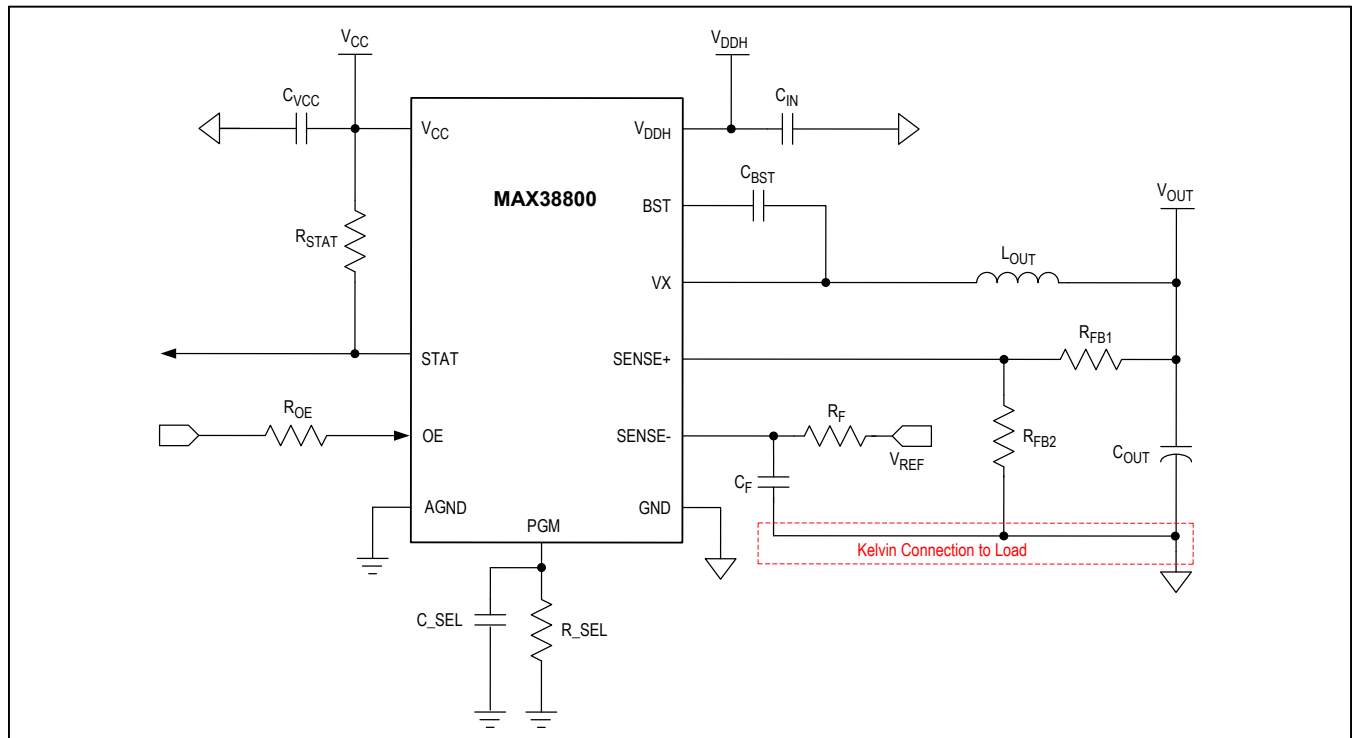 VCC
VDDH
CVCC
CIN
VCC
VDDH
MAX38800
CBST
BST
VOUT
RSTAT
LOUT
VX
RFB1
STAT
SENSE+
ROE
RF
OE
SENSE-
RFB2
VREF
COUT
CF
AGND
GND
PGM
Kelvin Connection to Load
C_SEL
R_SEL